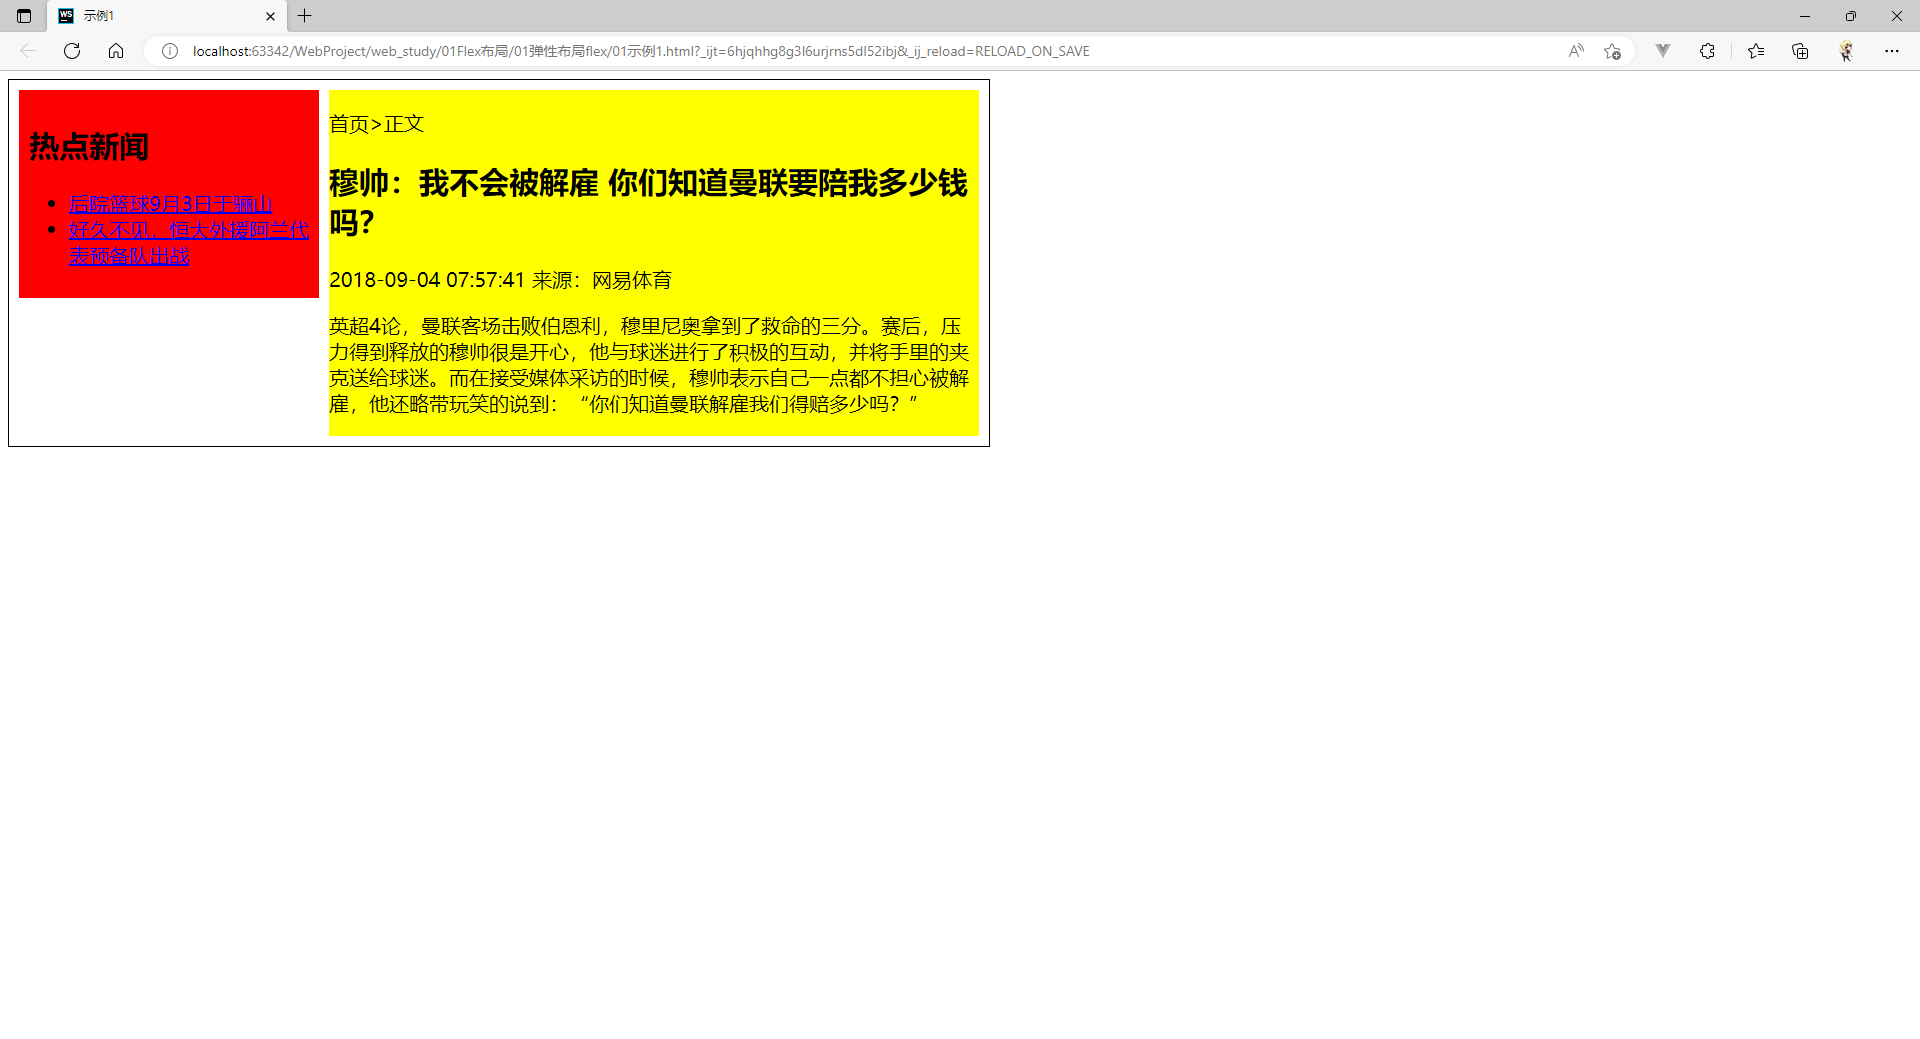 WS
示例1
localhost:63342/WebProject/web_study/01Flex布局/01弹性布局flex/01示例1.html?_ijt=6hjqhhg8g3l6urjrns5dl52ibj&_ij_reload=RELOAD_ON_SAVE
热点新闻
后院篮球9月3日于骊山
好久不见，恒大外援阿兰代
表预备队出战
首页>正文
穆帅：我不会被解雇 你们知道曼联要陪我多少钱
吗？
2018-09-04 07:57:41 来源：网易体育
英超4论，曼联客场击败伯恩利，穆里尼奥拿到了救命的三分。赛后，压
力得到释放的穆帅很是开心，他与球迷进行了积极的互动，并将手里的夹
克送给球迷。而在接受媒体采访的时候，穆帅表示自己一点都不担心被解
雇，他还略带玩笑的说到：“你们知道曼联解雇我们得赔多少吗？”